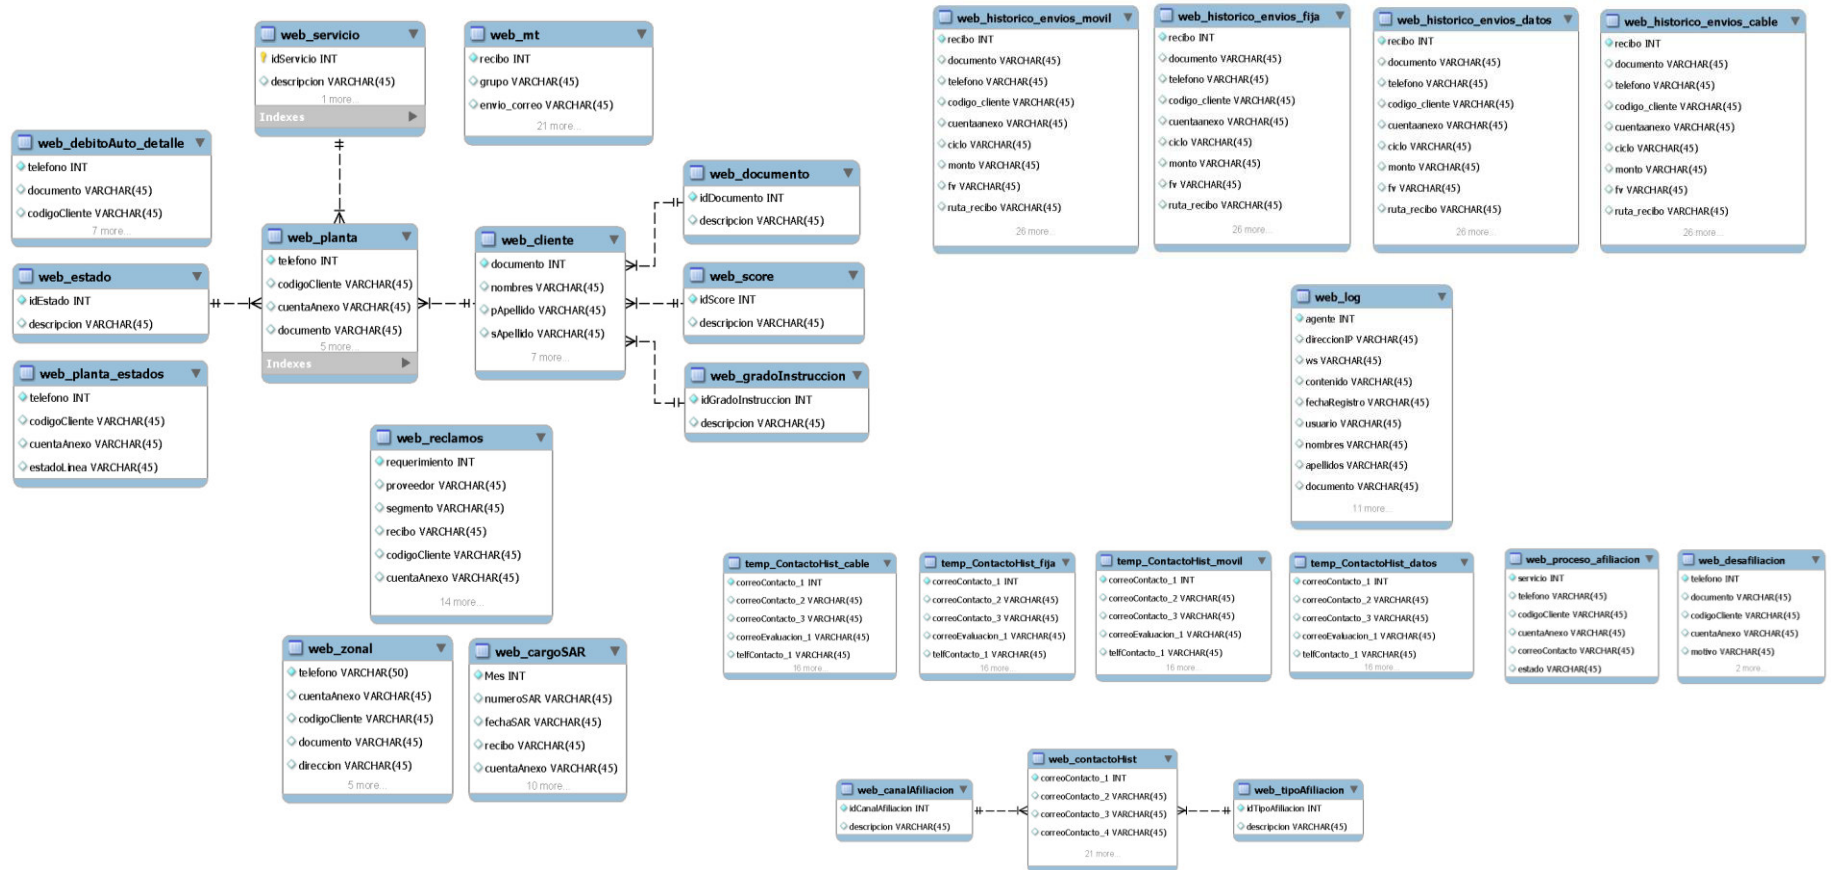 web_servicio
idServicio INT
descripcion VARCHAR(45)
1 more...
Indexes
web_mt
recibo INT
grupo VARCHAR(45)
envio_correo VARCHAR(45)
21 more...
web_historico_envios_movil
recibo INT
documento VARCHAR(45)
telefono VARCHAR(45)
codigo_cliente VARCHAR(45)
cuentaanexo VARCHAR(45)
ciclo VARCHAR(45)
monto VARCHAR(45)
fv VARCHAR(45)
ruta_recibo VARCHAR(45)
26 more...
web_historico_envios_fija
recibo INT
documento VARCHAR(45)
telefono VARCHAR(45)
codigo_cliente VARCHAR(45)
cuentaanexo VARCHAR(45)
ciclo VARCHAR(45)
monto VARCHAR(45)
fv VARCHAR(45)
ruta_recibo VARCHAR(45)
26 more...
web_historico_envios_datos
recibo INT
documento VARCHAR(45)
telefono VARCHAR(45)
codigo_cliente VARCHAR(45)
cuentaanexo VARCHAR(45)
ciclo VARCHAR(45)
monto VARCHAR(45)
fv VARCHAR(45)
ruta_recibo VARCHAR(45)
26 more...
web_historico_envios_cable
recibo INT
documento VARCHAR(45)
telefono VARCHAR(45)
codigo_cliente VARCHAR(45)
cuentaanexo VARCHAR(45)
ciclo VARCHAR(45)
monto VARCHAR(45)
fv VARCHAR(45)
ruta_recibo VARCHAR(45)
26 more...
web_debitoAuto_detalle
telefono INT
documento VARCHAR(45)
codigoCliente VARCHAR(45)
7 more...
web_estado
idEstado INT
descripcion VARCHAR(45)
web_planta_estados
telefono INT
codigoCliente VARCHAR(45)
cuentaAnexo VARCHAR(45)
estadoLinea VARCHAR(45)
web_planta
telefono INT
codigoCliente VARCHAR(45)
cuentaAnexo VARCHAR(45)
documento VARCHAR(45)
5 more...
Indexes
web_cliente
documento INT
nombres VARCHAR(45)
pApellido VARCHAR(45)
sApellido VARCHAR(45)
7 more...
web_documento
idDocumento INT
descripcion VARCHAR(45)
web_score
idScore INT
descripcion VARCHAR(45)
web_gradoInstruccion
idGradoInstruccion INT
descripcion VARCHAR(45)
web_log
agente INT
direccionIP VARCHAR(45)
ws VARCHAR(45)
contenido VARCHAR(45)
fechaRegistro VARCHAR(45)
usuario VARCHAR(45)
nombres VARCHAR(45)
apellidos VARCHAR(45)
documento VARCHAR(45)
11 more...
web_reclamos
requerimiento INT
proveedor VARCHAR(45)
segmento VARCHAR(45)
recibo VARCHAR(45)
codigoCliente VARCHAR(45)
cuentaAnexo VARCHAR(45)
14 more...
web_zonal
telefono VARCHAR(50)
cuentaAnexo VARCHAR(45)
codigoCliente VARCHAR(45)
documento VARCHAR(45)
direccion VARCHAR(45)
5 more...
web_cargoSAR
Mes INT
numeroSAR VARCHAR(45)
fechaSAR VARCHAR(45)
recibo VARCHAR(45)
cuentaAnexo VARCHAR(45)
10 more...
temp_ContactoHist_cable
correoContacto_1 INT
correoContacto_2 VARCHAR(45)
correoContacto_3 VARCHAR(45)
correoEvaluacion_1 VARCHAR(45)
telfContacto_1 VARCHAR(45)
16 more...
temp_ContactoHist_fija
correoContacto_1 INT
correoContacto_2 VARCHAR(45)
correoContacto_3 VARCHAR(45)
correoEvaluacion_1 VARCHAR(45)
telfContacto_1 VARCHAR(45)
16 more...
temp_ContactoHist_movil
correoContacto_1 INT
correoContacto_2 VARCHAR(45)
correoContacto_3 VARCHAR(45)
correoEvaluacion_1 VARCHAR(45)
telfContacto_1 VARCHAR(45)
16 more...
temp_ContactoHist_datos
correoContacto_1 INT
correoContacto_2 VARCHAR(45)
correoContacto_3 VARCHAR(45)
correoEvaluacion_1 VARCHAR(45)
telfContacto_1 VARCHAR(45)
16 more...
web_proceso_afiliacion
servicio INT
telefono VARCHAR(45)
codigoCliente VARCHAR(45)
cuentaAnexo VARCHAR(45)
correoContacto VARCHAR(45)
estado VARCHAR(45)
web_desafiliacion
telefono INT
documento VARCHAR(45)
codigoCliente VARCHAR(45)
cuentaAnexo VARCHAR(45)
motivo VARCHAR(45)
2 more...
web_canalAfiliacion
idCanalAfiliacion INT
descripcion VARCHAR(45)
web_contactoHist
correoContacto_1 INT
correoContacto_2 VARCHAR(45)
correoContacto_3 VARCHAR(45)
correoContacto_4 VARCHAR(45)
21 more...
web_tipoAfiliacion
idTipoAfiliacion INT
descripcion VARCHAR(45)